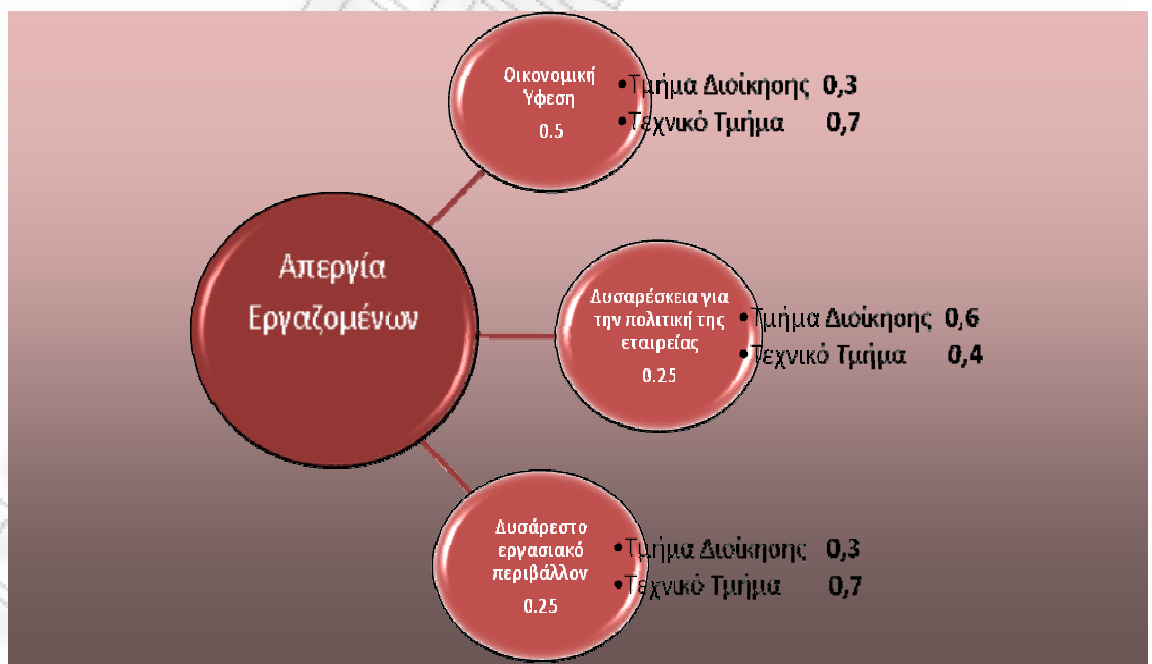 Απεργία
Εργαζομένων
Οικονομική
Ύφεση
0.5
•Τμήμα Διοίκησης 0,3
•Τεχνικό Τμήμα 0,7
Δυσαρέσκεια για
την πολιτική της
εταιρείας
0.25
•Τμήμα Διοίκησης 0,6
•Τεχνικό Τμήμα 0,4
Δυσάρεστο
εργασιακό
περιβάλλον
0.25
•Τμήμα Διοίκησης 0,3
•Τεχνικό Τμήμα 0,7